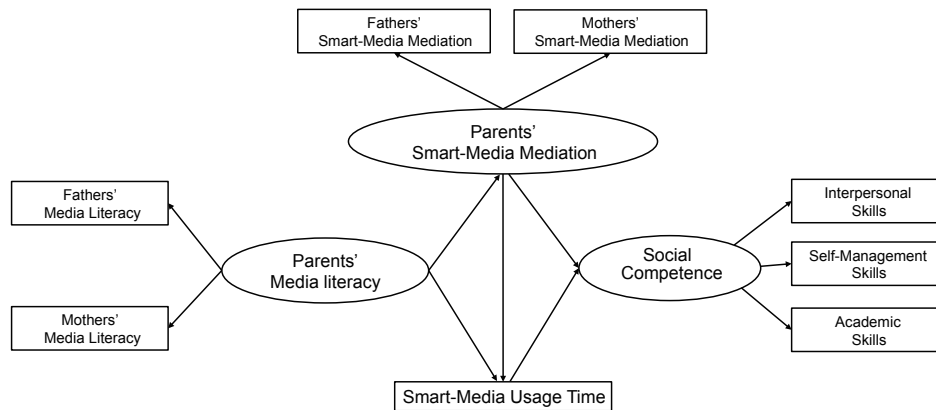 Fathers’
Smart-Media Mediation
Mothers’
Smart-Media Mediation
Parents’
Smart-Media Mediation
Fathers’
Media Literacy
Parents’
Media literacy
Mothers’
Media Literacy
Social
Competence
Interpersonal
Skills
Self-Management
Skills
Academic
Skills
Smart-Media Usage Time